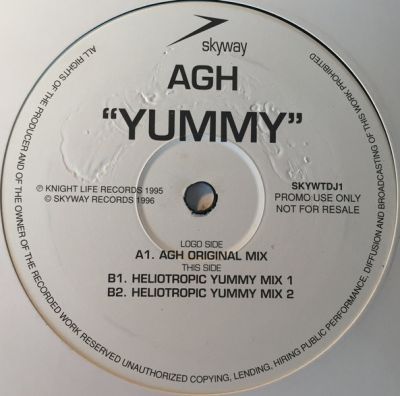 skyway
AGH
“YUMMY”
℗ KNIGHT LIFE RECORDS 1995
© SKYWAY RECORDS 1996
SKYWTDJ1
PROMO USE ONLY
NOT FOR RESALE
LOGO SIDE
A1. AGH ORIGINAL MIX
THIS SIDE
B1. HELIOTROPIC YUMMY MIX 1
B2. HELIOTROPIC YUMMY MIX 2
ALL RIGHTS OF THE PRODUCER AND OF THE OWNER OF THE RECORDED WORK RESERVED UNAUTHORIZED COPYING, LENDING, HIRING PUBLIC PERFORMANCE, DIFFUSION AND BROADCASTING OF THIS WORK PROHIBITED